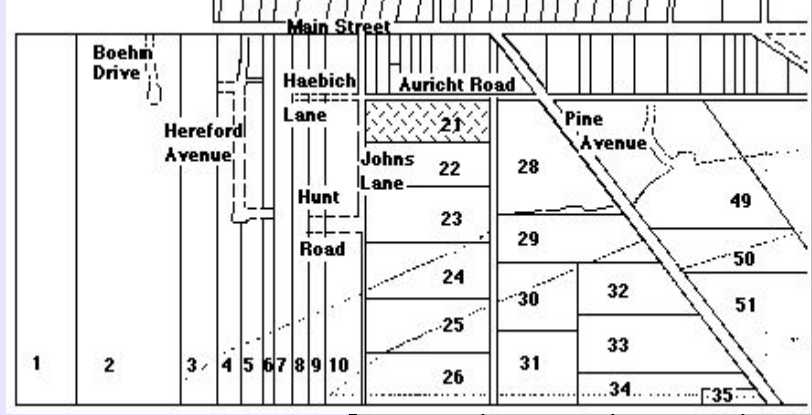 Main Street
Boehm
Drive
Haebich
Lane
Auricht Road
Hereford
Avenue
21
Pine
Avenue
Johns
Lane
22
28
Hunt
Road
23
49
29
50
24
30
32
51
25
33
1
2
3
4
5
6
7
8
9
10
31
26
34
35